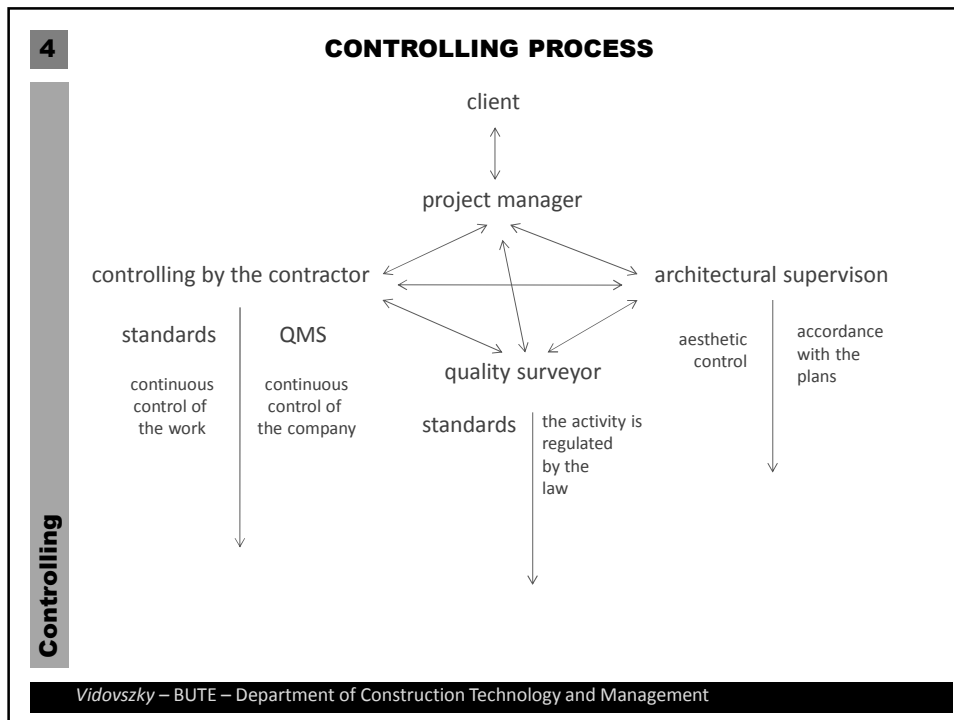 4
CONTROLLING PROCESS
client
project manager
controlling by the contractor
architectural supervison
standards
QMS
continuous
control of
the work
continuous
control of
the company
quality surveyor
standards
the activity is
regulated
by the
law
aesthetic
control
accordance
with the
plans
Controlling
Vidovszky – BUTE – Department of Construction Technology and Management